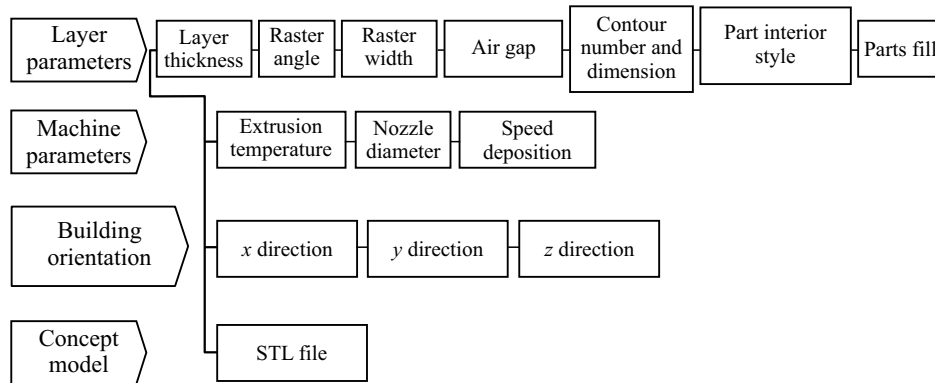 Layer
parameters
Layer
thickness
Raster
angle
Raster
width
Air gap
Contour
number and
dimension
Part interior
style
Parts fill
Machine
parameters
Extrusion
temperature
Nozzle
diameter
Speed
deposition
Building
orientation
x direction
y direction
z direction
Concept
model
STL file